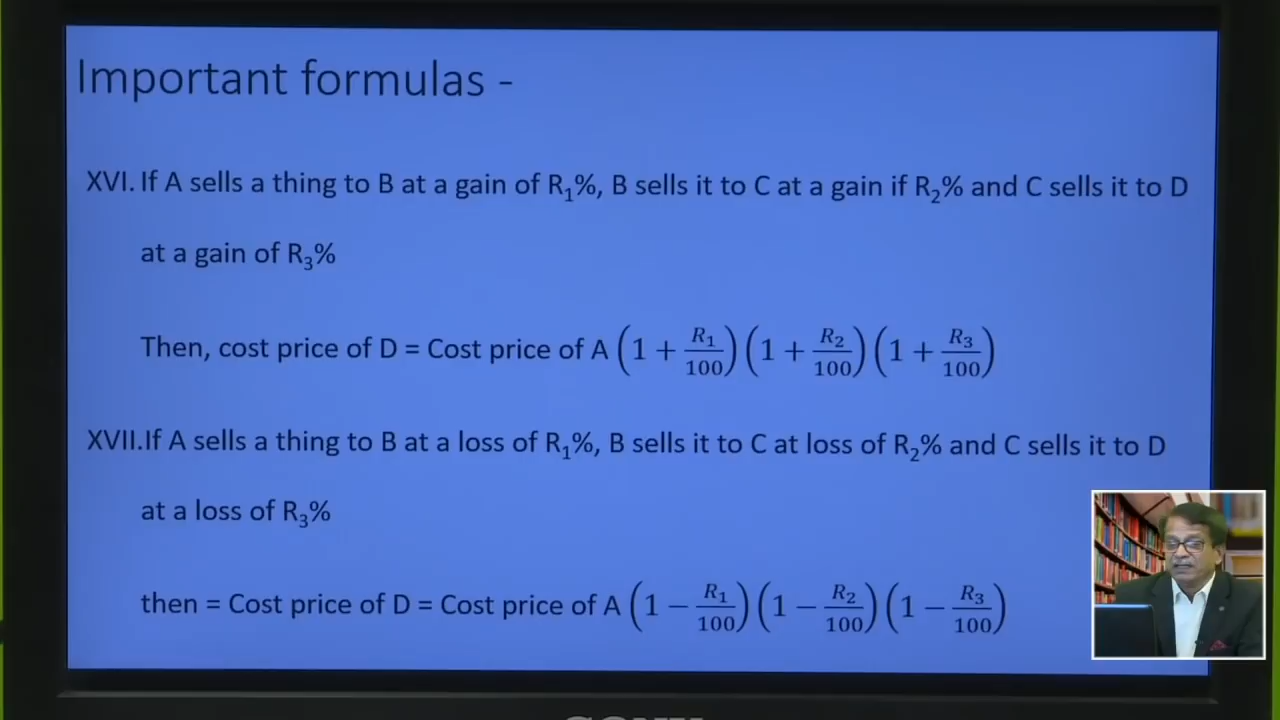 Important formulas -
XVI. If A sells a thing to B at a gain of R₁%, B sells it to C at a gain if R₂% and C sells it to D
at a gain of R₃%
Then, cost price of D = Cost price of A (1 + R₁/100)(1 + R₂/100)(1 + R₃/100)
XVII.If A sells a thing to B at a loss of R₁%, B sells it to C at loss of R₂% and C sells it to D
at a loss of R₃%
then = Cost price of D = Cost price of A (1 − R₁/100)(1 − R₂/100)(1 − R₃/100)
SONY